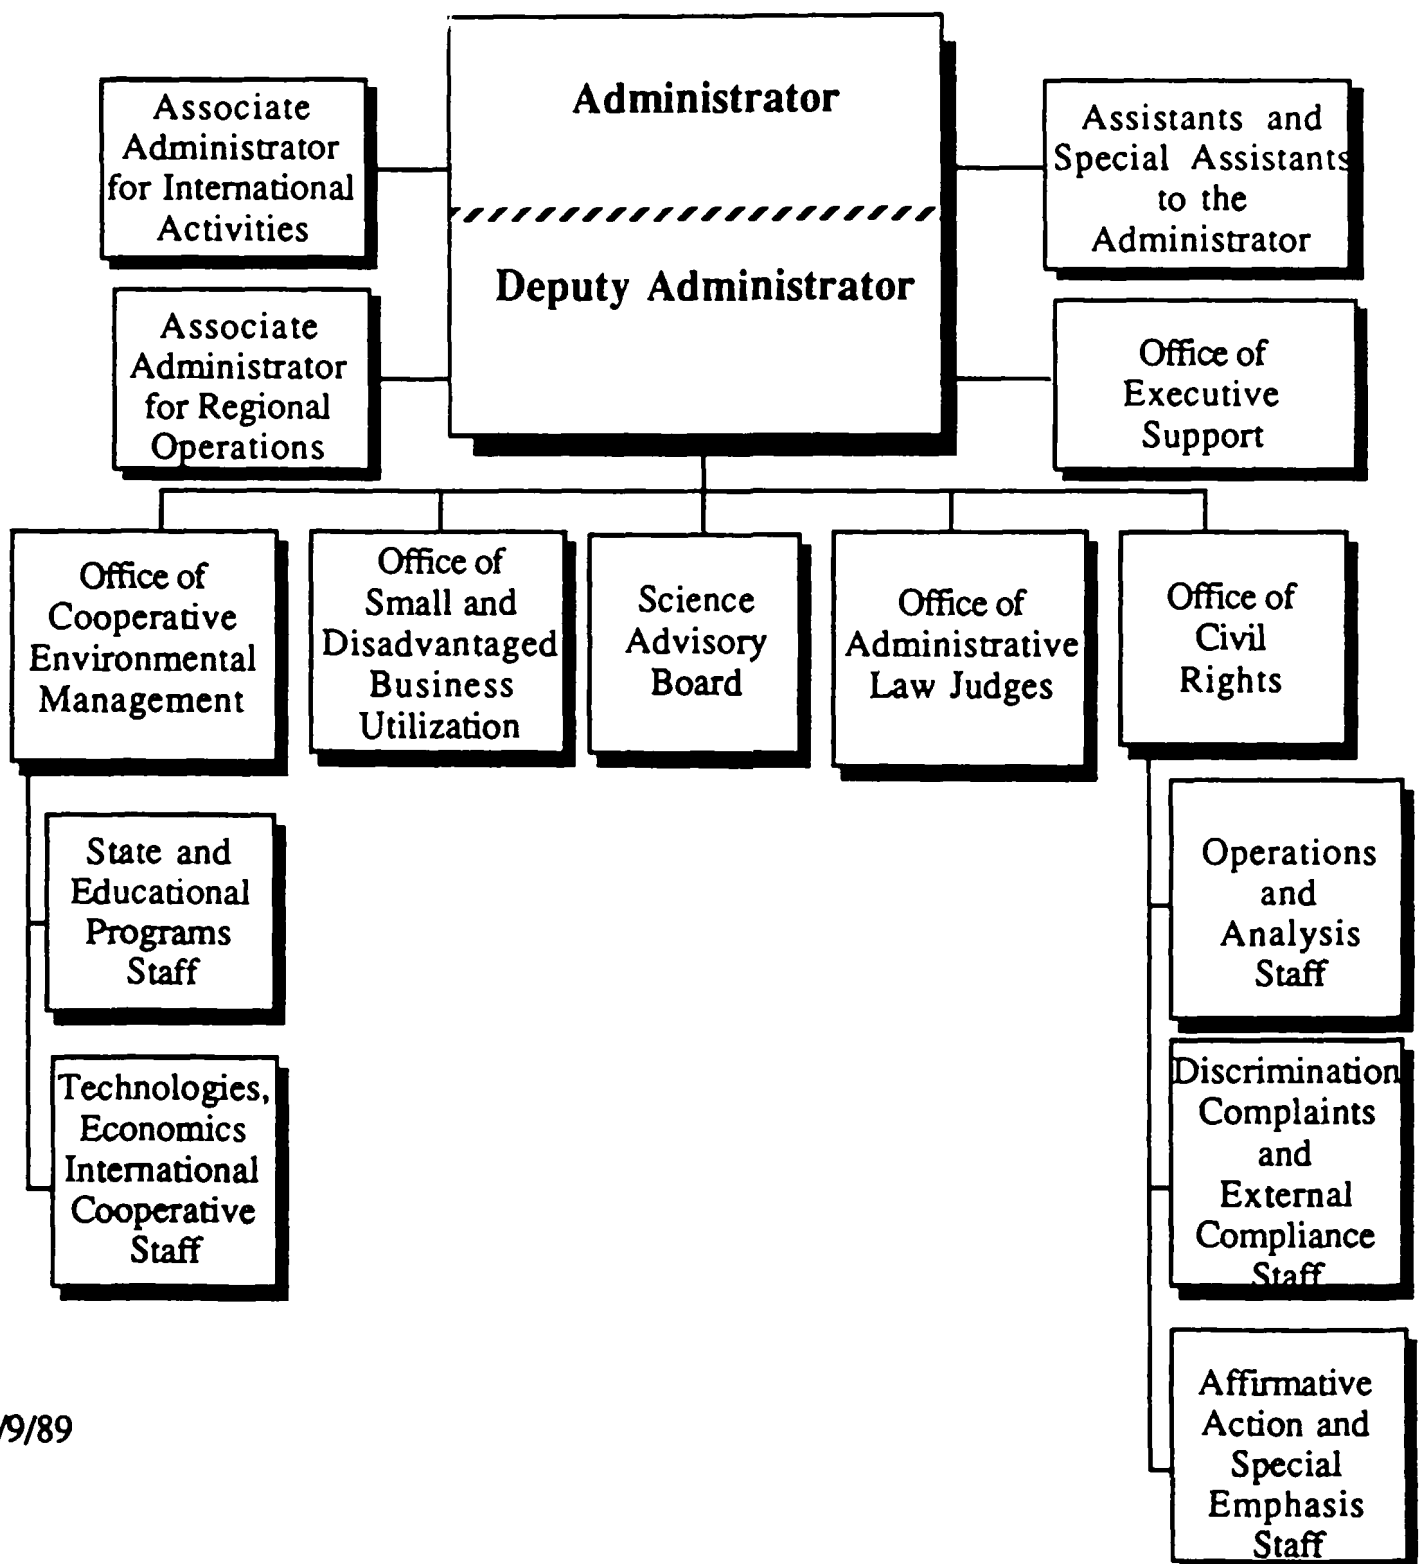 Administrator
Deputy Administrator
Associate
Administrator
for International
Activities
Associate
Administrator
for Regional
Operations
Assistants and
Special Assistants
to the
Administrator
Office of
Executive
Support
Office of
Cooperative
Environmental
Management
Office of
Small and
Disadvantaged
Business
Utilization
Science
Advisory
Board
Office of
Administrative
Law Judges
Office of
Civil
Rights
State and
Educational
Programs
Staff
Technologies,
Economics
International
Cooperative
Staff
Operations
and
Analysis
Staff
Discrimination
Complaints
and
External
Compliance
Staff
Affirmative
Action and
Special
Emphasis
Staff
/9/89